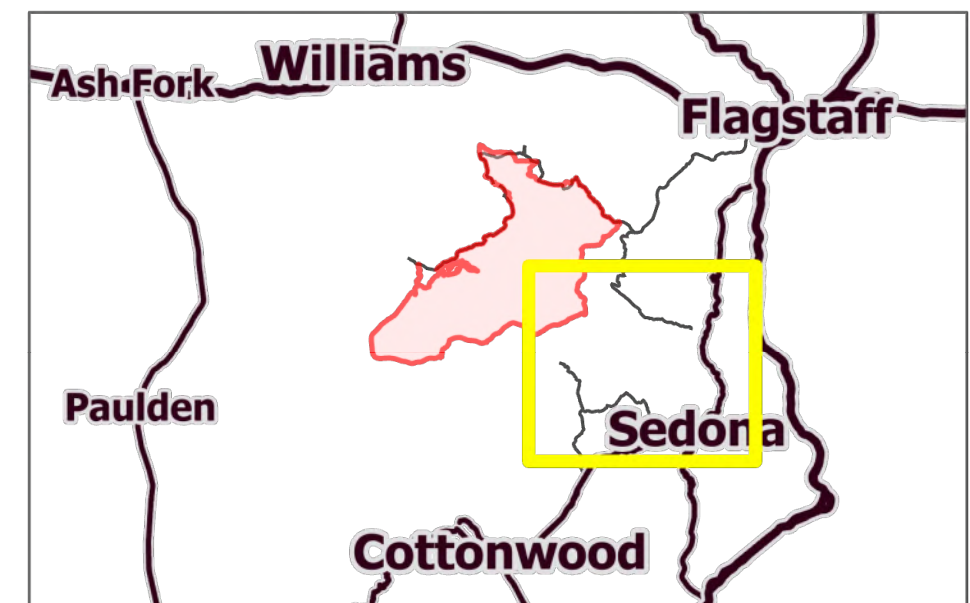 Williams
Ash Fork
Flagstaff
Paulden
Sedona
Cottonwood